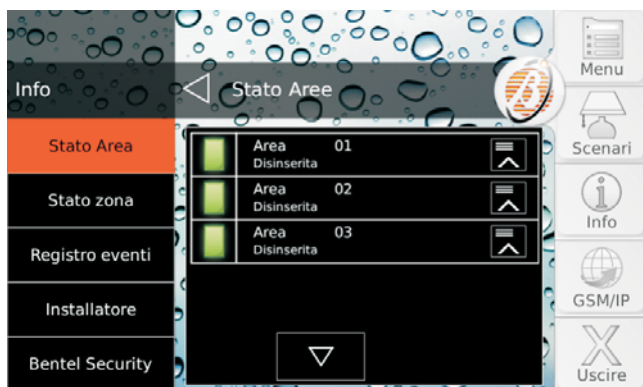 Info
Stato Aree
Stato Area
Stato zona
Registro eventi
Installatore
Bentel Security
Area 01
Disinserita
Area 02
Disinserita
Area 03
Disinserita
Menu
Scenari
Info
GSM/IP
Uscire